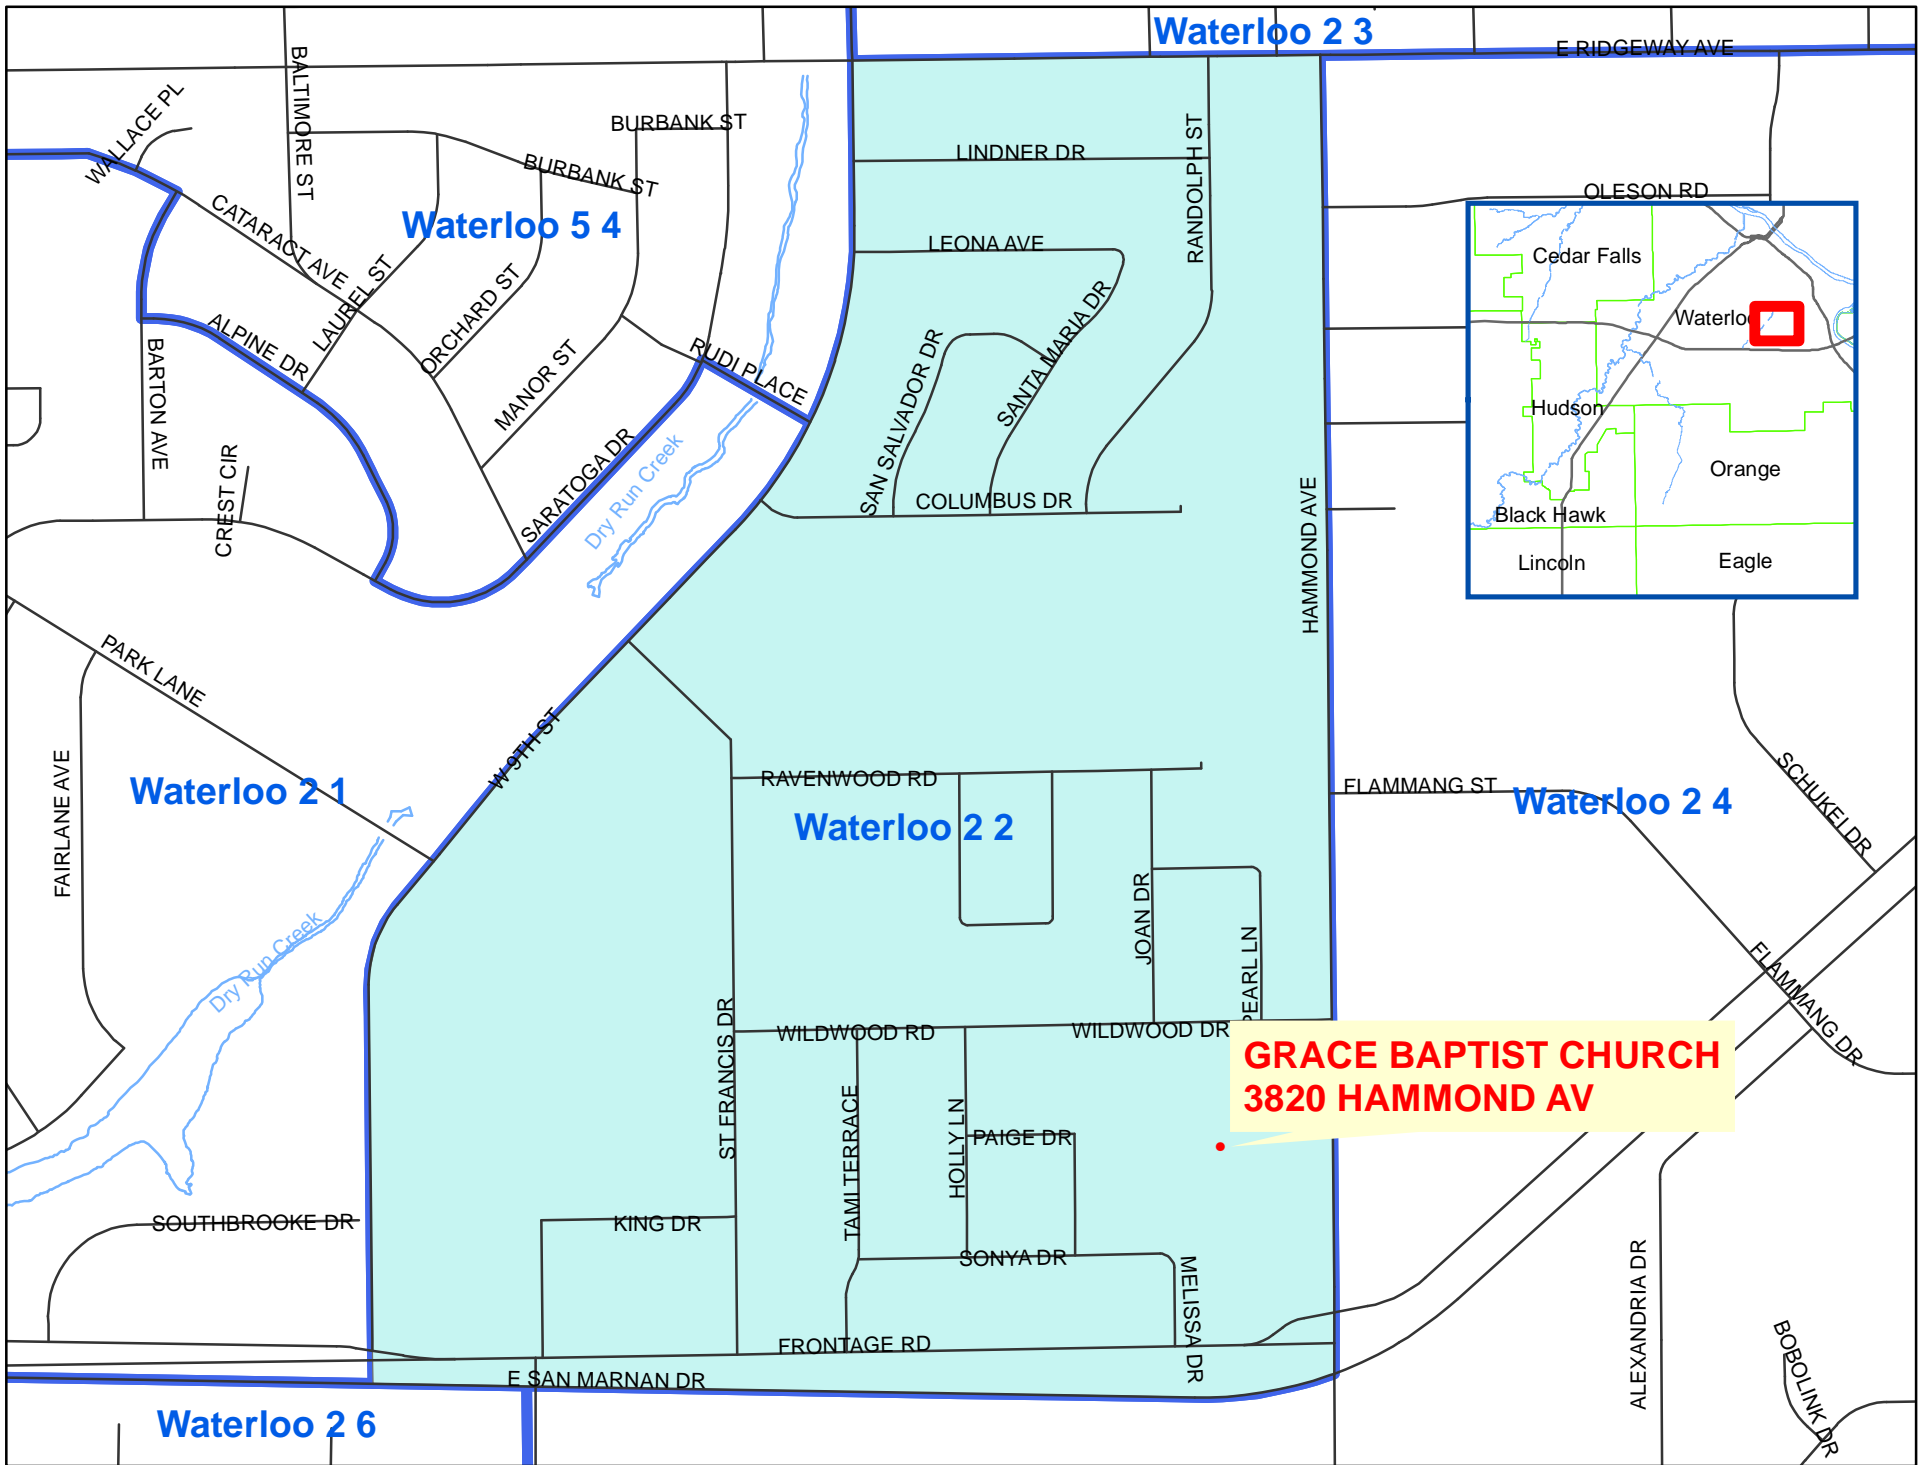 Waterloo 2 3
E RIDGEWAY AVE
BALTIMORE ST
WALLACE PL
BURBANK ST
BURBANK ST
LINDNER DR
RANDOLPH ST
OLESON RD
CATARACT AVE
Waterloo 5 4
LEONA AVE
Cedar Falls
LAUREL ST
ORCHARD ST
SANTA MARIA DR
ALPINE DR
Waterloo
BARTON AVE
MANOR ST
RUDI PLACE
SAN SALVADOR DR
Hudson
CREST CIR
SARATOGA DR
Dry Run Creek
COLUMBUS DR
HAMMOND AVE
Orange
Black Hawk
Lincoln
Eagle
PARK LANE
W 9TH ST
FAIRLANE AVE
Waterloo 2 1
RAVENWOOD RD
FLAMMANG ST
Waterloo 2 4
SCHUKEI DR
Waterloo 2 2
JOAN DR
PEARL LN
Dry Run Creek
FLAMMANG DR
ST FRANCIS DR
WILDWOOD RD
WILDWOOD DR
GRACE BAPTIST CHURCH
3820 HAMMOND AV
TAMI TERRACE
HOLLY LN
PAIGE DR
SOUTHBROOKE DR
KING DR
SONYA DR
MELISSA DR
ALEXANDRIA DR
FRONTAGE RD
BOBOLINK DR
E SAN MARNAN DR
Waterloo 2 6